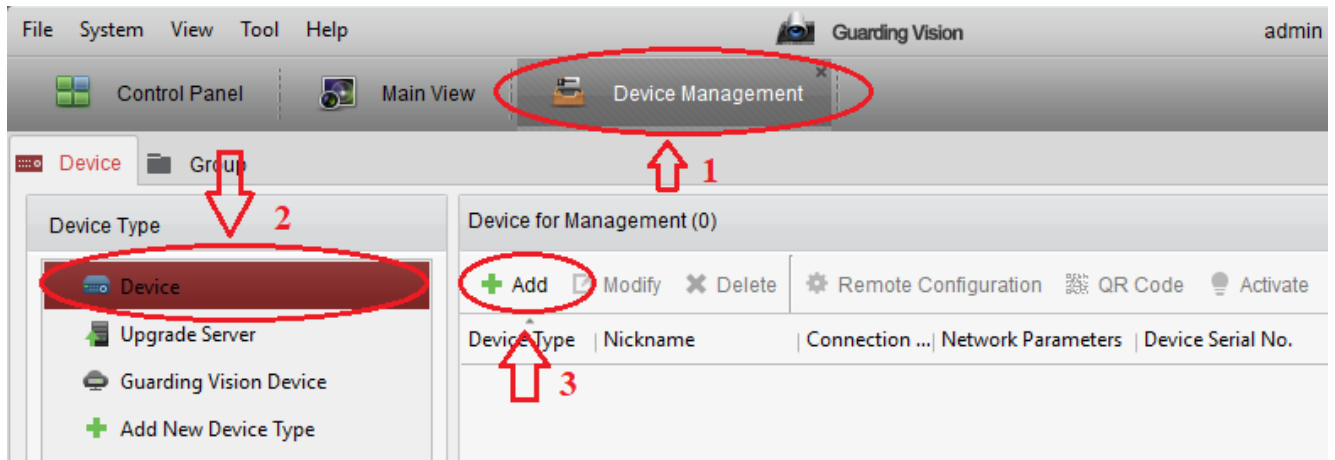 File System View Tool Help Guarding Vision admin
Control Panel Main View Device Management
Device Group
1
2
Device Type
Device for Management (0)
Device
Add Modify Delete Remote Configuration QR Code Activate
Upgrade Server
Device Type Nickname Connection ... Network Parameters Device Serial No.
Guarding Vision Device
3
Add New Device Type